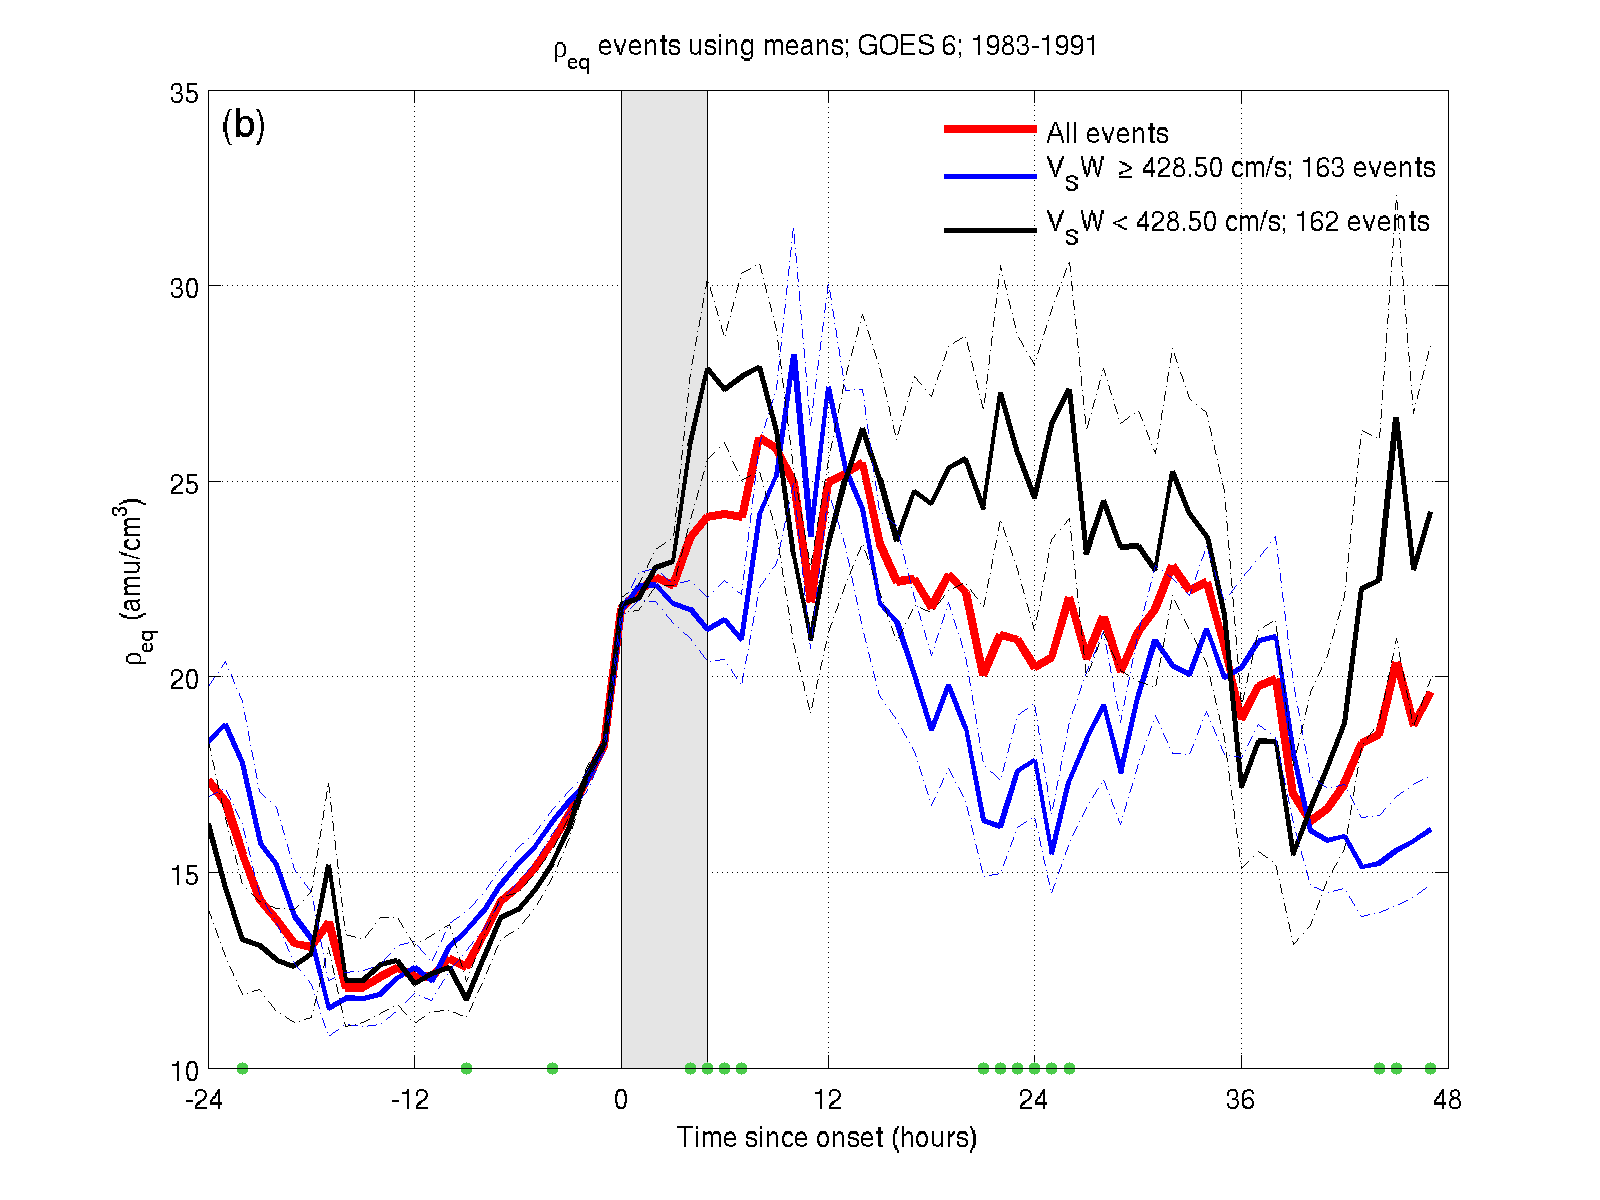 ρeq events using means; GOES 6; 1983-1991
(b)
All events
VSW ≥ 428.50 cm/s; 163 events
VSW < 428.50 cm/s; 162 events
35
30
25
20
15
10
ρeq (amu/cm3)
-24 -12 0 12 24 36 48
Time since onset (hours)